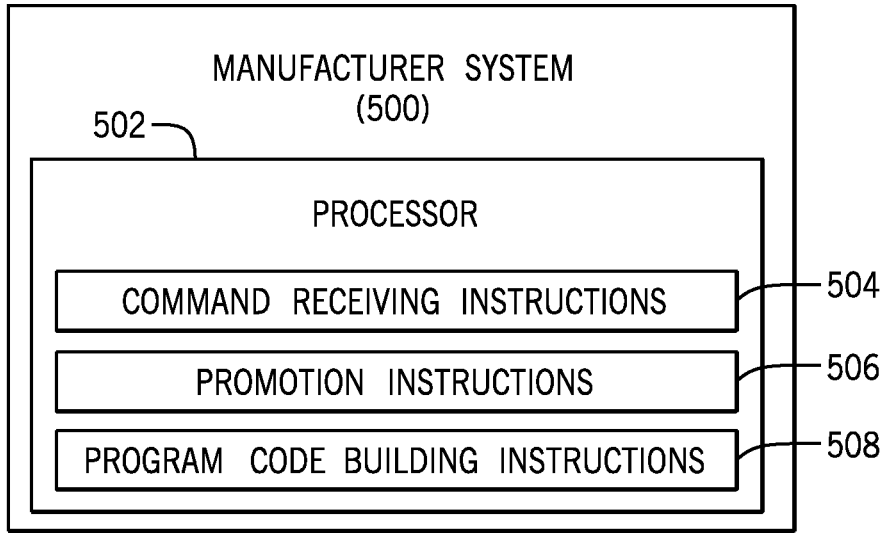 MANUFACTURER SYSTEM
(500)
502
PROCESSOR
COMMAND RECEIVING INSTRUCTIONS
504
PROMOTION INSTRUCTIONS
506
PROGRAM CODE BUILDING INSTRUCTIONS
508